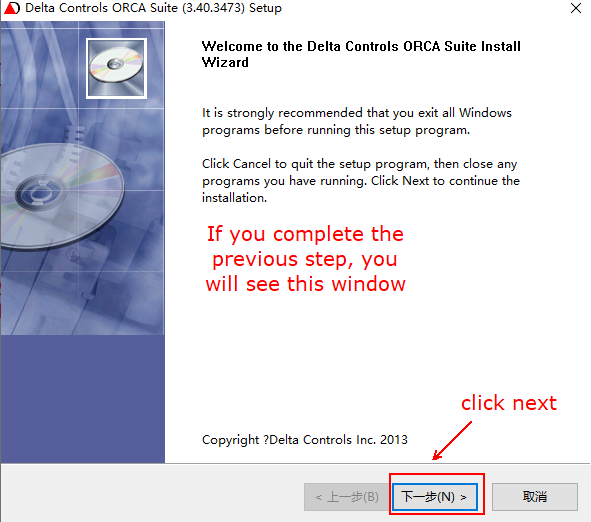 Delta Controls ORCA Suite (3.40.3473) Setup
Welcome to the Delta Controls ORCA Suite Install
Wizard
It is strongly recommended that you exit all Windows
programs before running this setup program.
Click Cancel to quit the setup program, then close any
programs you have running. Click Next to continue the
installation.
If you complete the
previous step, you
will see this window
click next
Copyright ?Delta Controls Inc. 2013
< 上一步(B) 下一步(N) > 取消